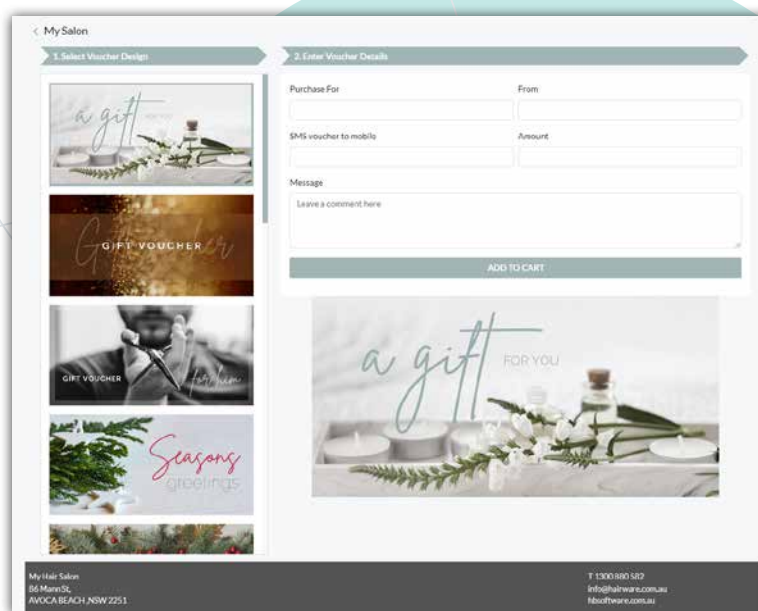 < My Salon
1. Select Voucher Design
2. Enter Voucher Details
a gift FOR YOU
GIFT VOUCHER
GIFT VOUCHER for him
Seasons
greetings
Purchase For
From
SMS voucher to mobile
Amount
Message
Leave a comment here
ADD TO CART
a gift FOR YOU
My Hair Salon
86 Mann St,
AVOCA BEACH ,NSW 2251
T 1300 880 582
info@hairware.com.au
hbsoftware.com.au